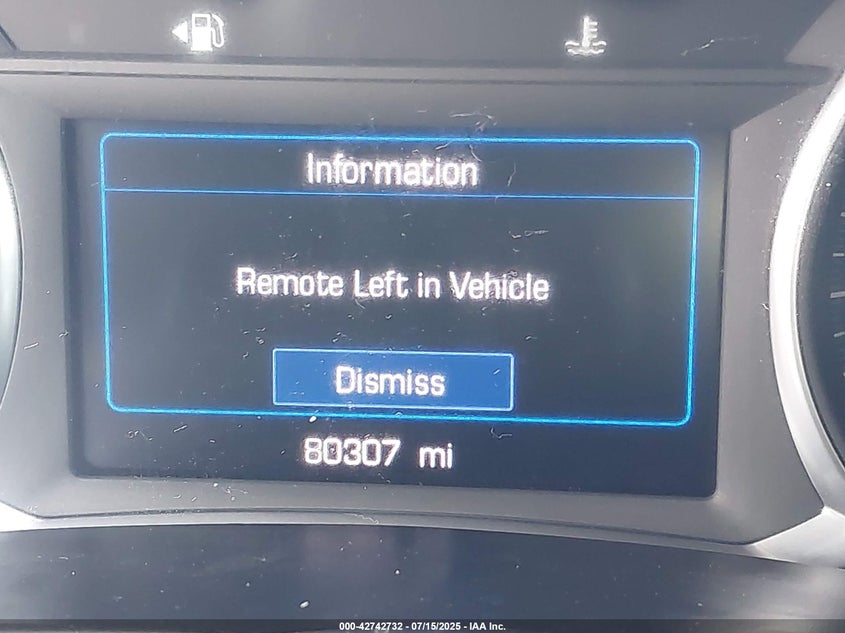 Information
Remote Left in Vehicle
Dismiss
80307 mi
000-42742732 - 07/15/2025 - IAA Inc.